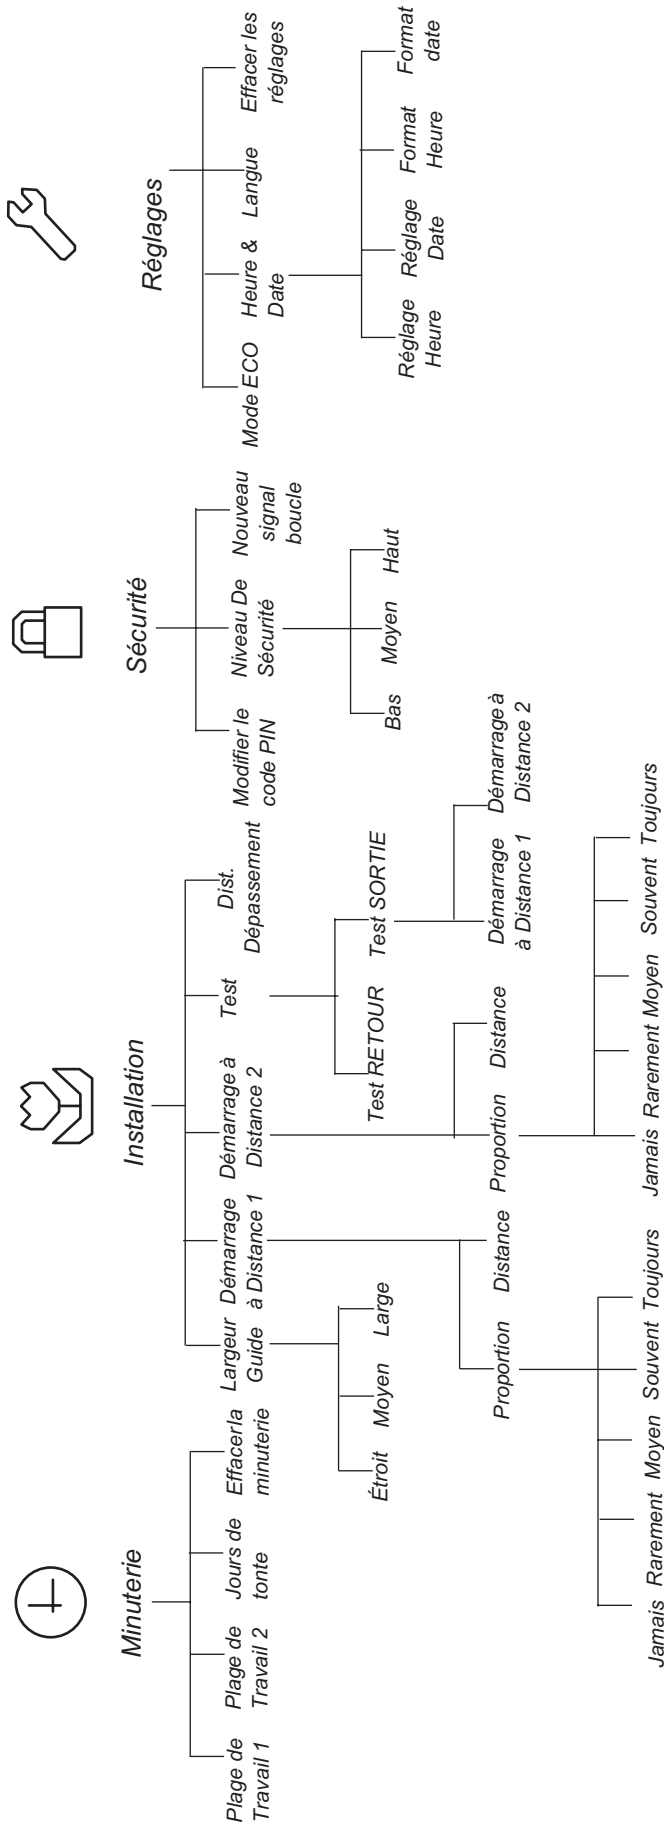 Minuterie
Plage de
Travail 1
Plage de
Travail 2
Jours de
tonte
Effacer la
minuterie
Installation
Largeur
Guide
Étroit
Moyen
Large
Démarrage
à Distance 1
Proportion
Distance
Jamais
Rarement
Moyen
Souvent
Toujours
Démarrage à
Distance 2
Proportion
Distance
Jamais
Rarement
Moyen
Souvent
Toujours
Test
Test RETOUR
Test SORTIE
Démarrage
à Distance 1
Démarrage à
Distance 2
Dist.
Dépassement
Sécurité
Modifier le
code PIN
Niveau De
Sécurité
Bas
Moyen
Haut
Nouveau
signal
boucle
Réglages
Mode ECO
Heure &
Date
Réglage
Heure
Réglage
Date
Format
Heure
Format
date
Langue
Effacer les
réglages